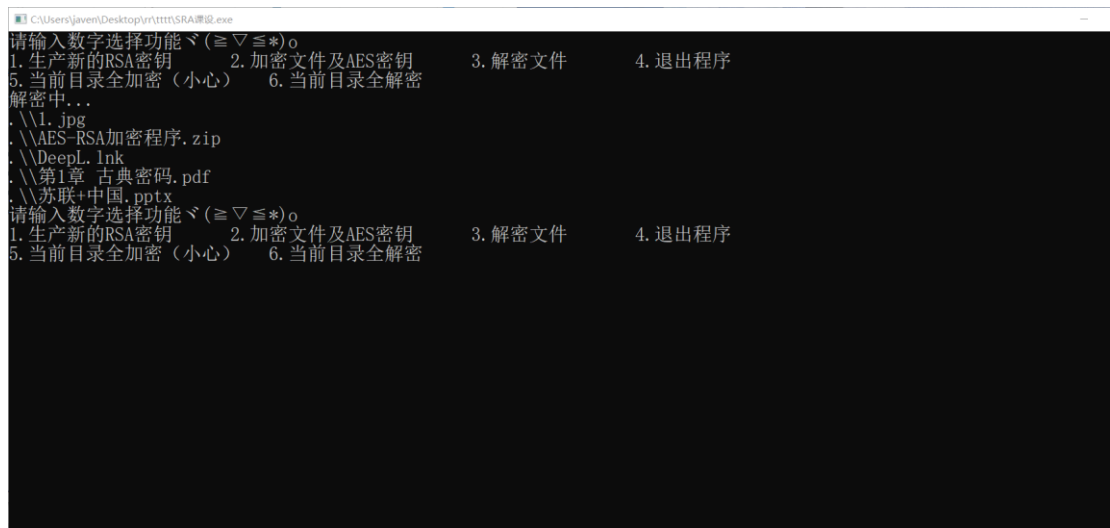 C:\Users\javen\Desktop\rr\tttt\SRA课设.exe
请输入数字选择功能ヾ(≧▽≦*)o
1.生产新的RSA密钥 2.加密文件及AES密钥 3.解密文件 4.退出程序
5.当前目录全加密（小心） 6.当前目录全解密
解密中...
.\\1.jpg
.\\AES-RSA加密程序.zip
.\\DeepL.lnk
.\\第1章 古典密码.pdf
.\\苏联+中国.pptx
请输入数字选择功能ヾ(≧▽≦*)o
1.生产新的RSA密钥 2.加密文件及AES密钥 3.解密文件 4.退出程序
5.当前目录全加密（小心） 6.当前目录全解密